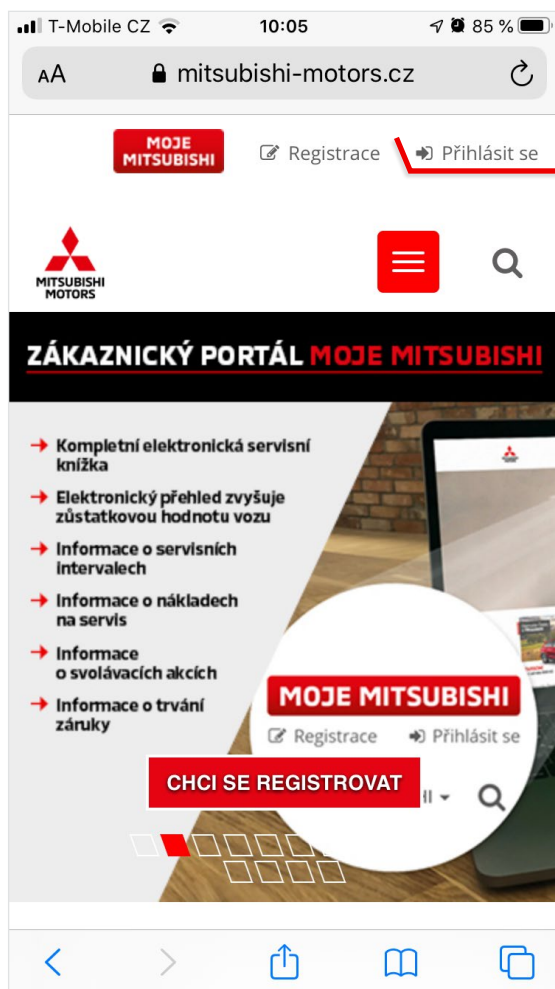 T-Mobile CZ 10:05 85 %
AA mitsubishi-motors.cz
MOJE
MITSUBISHI
Registrace Přihlásit se
MITSUBISHI
MOTORS
ZÁKAZNICKÝ PORTÁL MOJE MITSUBISHI
Kompletní elektronická servisní
knížka
Elektronický přehled zvyšuje
zůstatkovou hodnotu vozu
Informace o servisních
intervalech
Informace o nákladech
na servis
Informace
o svolávacích akcích
Informace o trvání
záruky
MOJE MITSUBISHI
Registrace Přihlásit se
CHCI SE REGISTROVAT